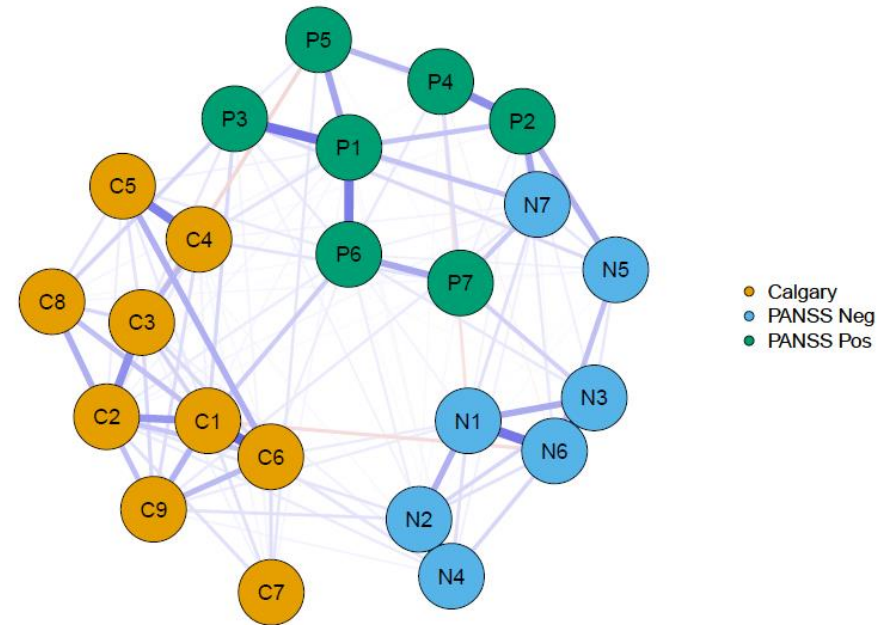 P5
P4
P3
P2
P1
C5
N7
C4
P6
N5
P7
C8
C3
N3
C2
C1
N1
N6
C6
C9
N2
N4
C7
Calgary
PANSS Neg
PANSS Pos